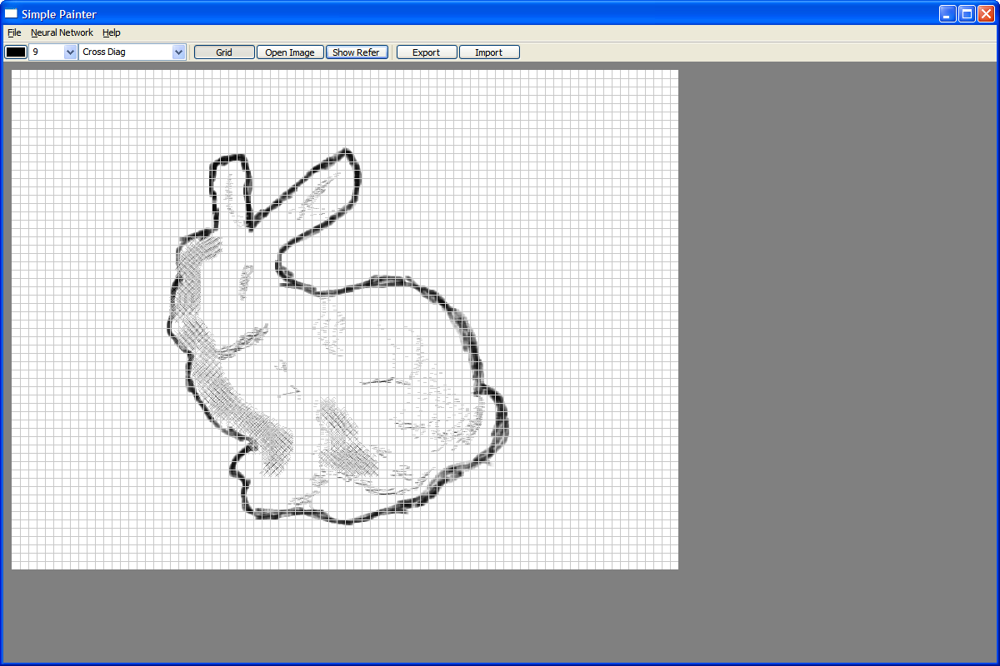 Simple Painter
File Neural Network Help
9 Cross Diag Grid Open Image Show Refer Export Import